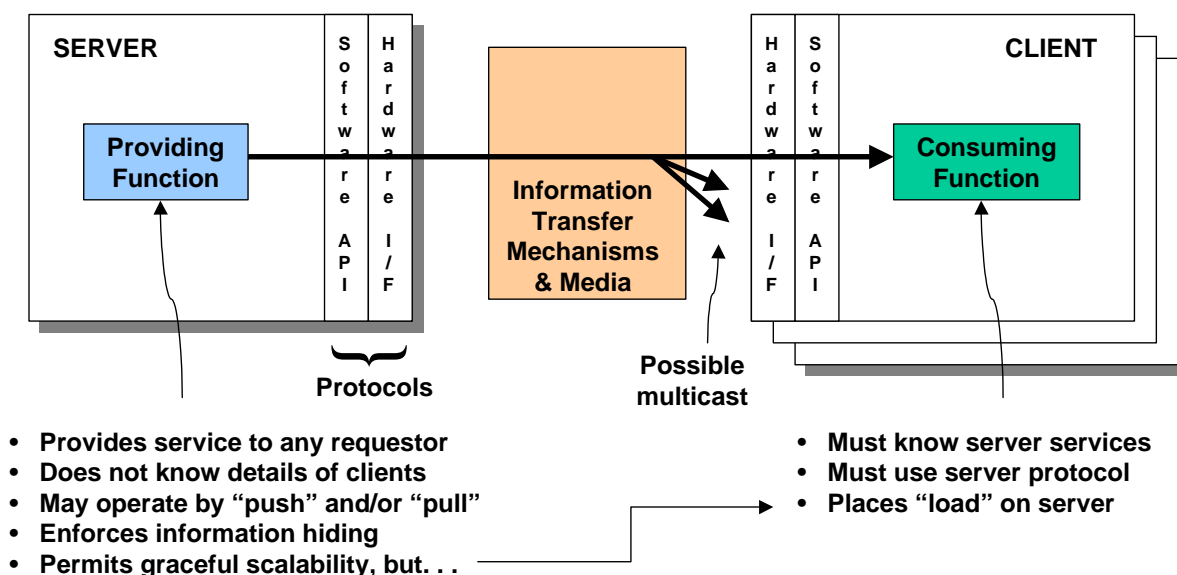 SERVER
Software API
Hardware I/F
Providing
Function
Protocols
Information
Transfer
Mechanisms
& Media
Possible
multicast
Hardware I/F
Software API
CLIENT
Consuming
Function
• Provides service to any requestor
• Does not know details of clients
• May operate by “push” and/or “pull”
• Enforces information hiding
• Permits graceful scalability, but. . .
• Must know server services
• Must use server protocol
• Places “load” on server